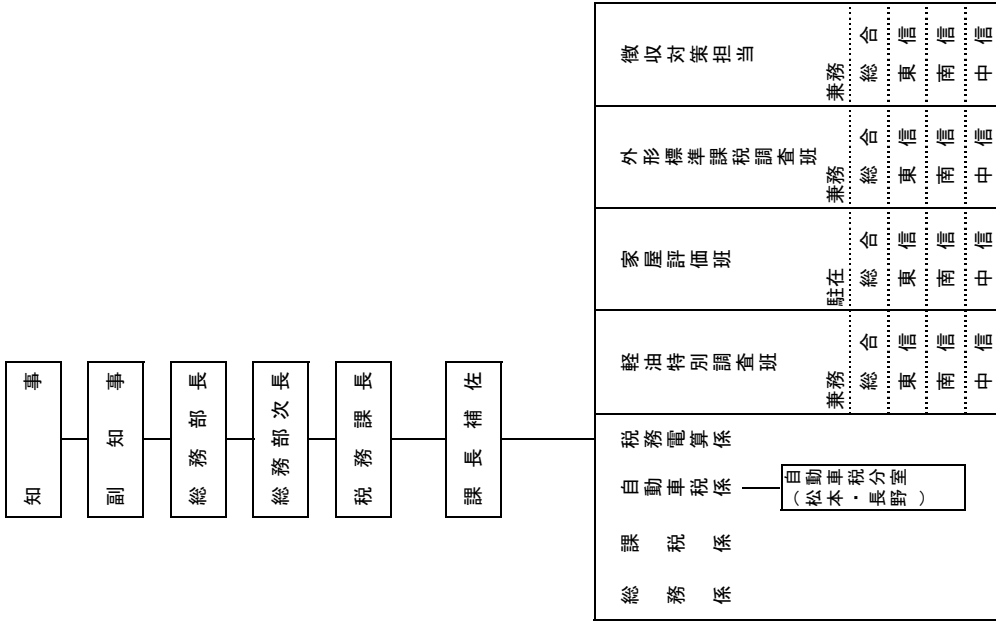 知事
副知事
総務部長
総務部次長
税務課長
課長補佐
総務係
課税係
自動車税係
自動車税分室
(松本・長野)
税務電算係
軽油特別調査班
兼務
総合
東信
南信
中信
家屋評価班
駐在
総合
東信
南信
中信
外形標準課税調査班
兼務
総合
東信
南信
中信
徴収対策担当
兼務
総合
東信
南信
中信